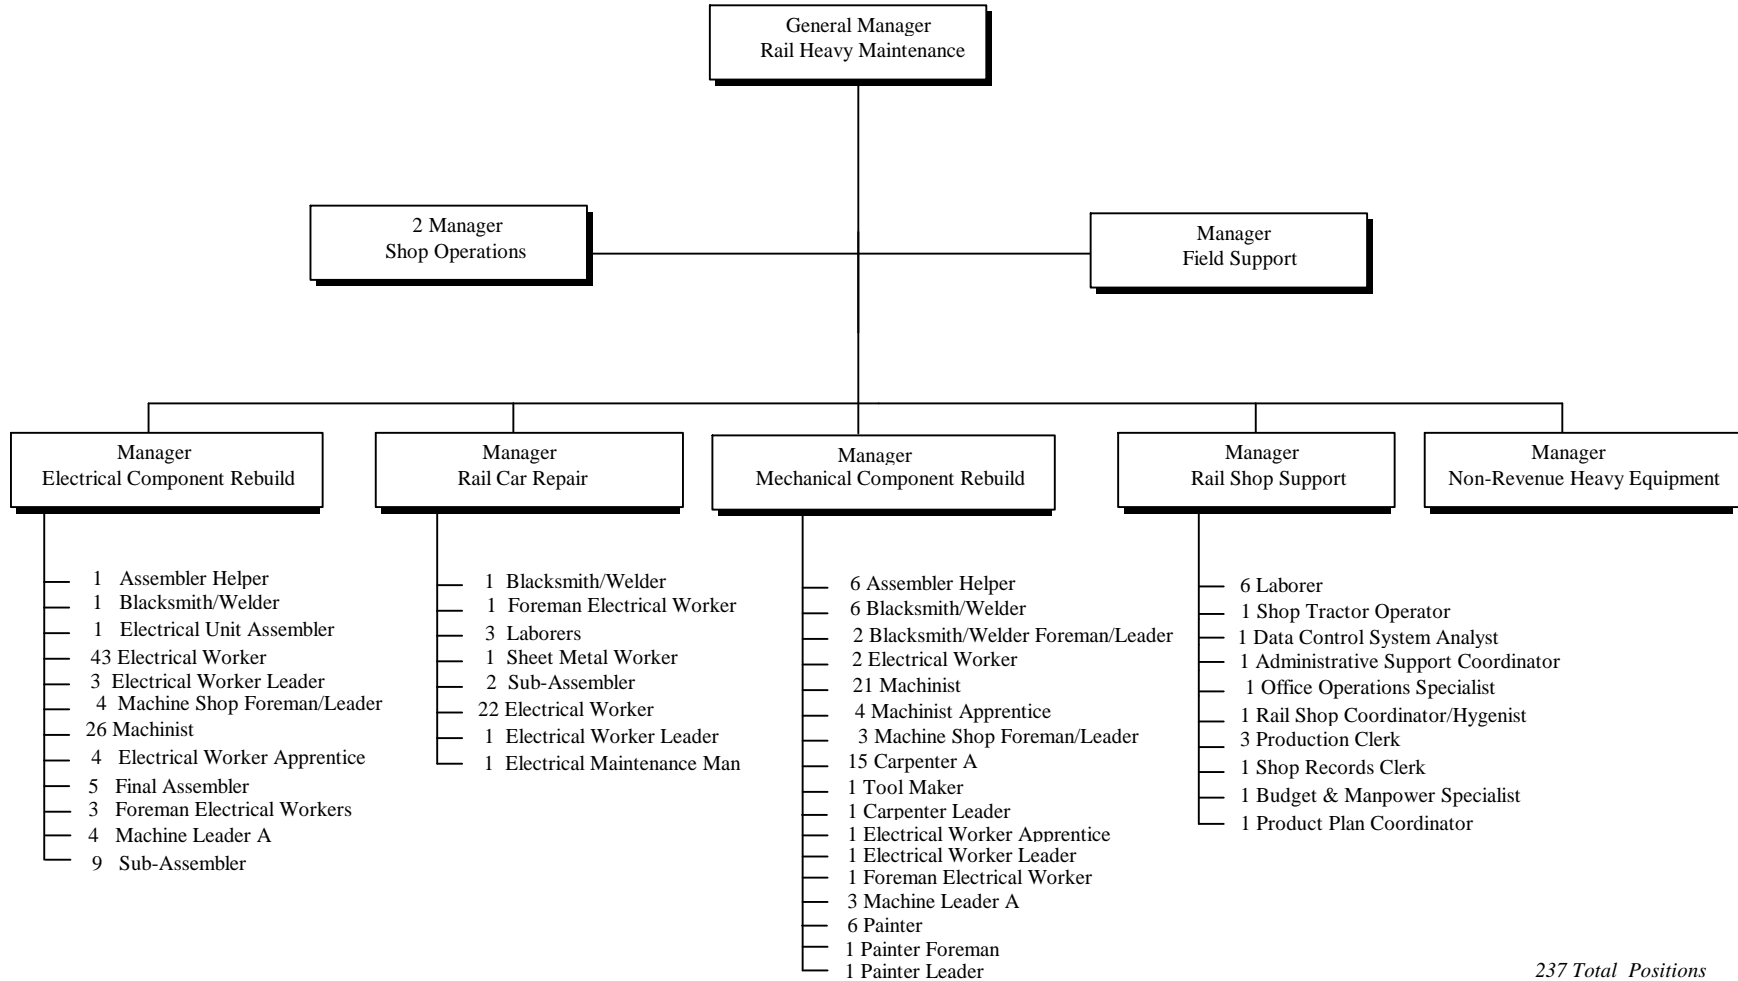 General Manager
Rail Heavy Maintenance
2 Manager
Shop Operations
Manager
Field Support
Manager
Electrical Component Rebuild
1 Assembler Helper
1 Blacksmith/Welder
1 Electrical Unit Assembler
43 Electrical Worker
3 Electrical Worker Leader
4 Machine Shop Foreman/Leader
26 Machinist
4 Electrical Worker Apprentice
5 Final Assembler
3 Foreman Electrical Workers
4 Machine Leader A
9 Sub-Assembler
Manager
Rail Car Repair
1 Blacksmith/Welder
1 Foreman Electrical Worker
3 Laborers
1 Sheet Metal Worker
2 Sub-Assembler
22 Electrical Worker
1 Electrical Worker Leader
1 Electrical Maintenance Man
Manager
Mechanical Component Rebuild
6 Assembler Helper
6 Blacksmith/Welder
2 Blacksmith/Welder Foreman/Leader
2 Electrical Worker
21 Machinist
4 Machinist Apprentice
3 Machine Shop Foreman/Leader
15 Carpenter A
1 Tool Maker
1 Carpenter Leader
1 Electrical Worker Apprentice
1 Electrical Worker Leader
1 Foreman Electrical Worker
3 Machine Leader A
6 Painter
1 Painter Foreman
1 Painter Leader
Manager
Rail Shop Support
6 Laborer
1 Shop Tractor Operator
1 Data Control System Analyst
1 Administrative Support Coordinator
1 Office Operations Specialist
1 Rail Shop Coordinator/Hygenist
3 Production Clerk
1 Shop Records Clerk
1 Budget & Manpower Specialist
1 Product Plan Coordinator
Manager
Non-Revenue Heavy Equipment
237 Total Positions